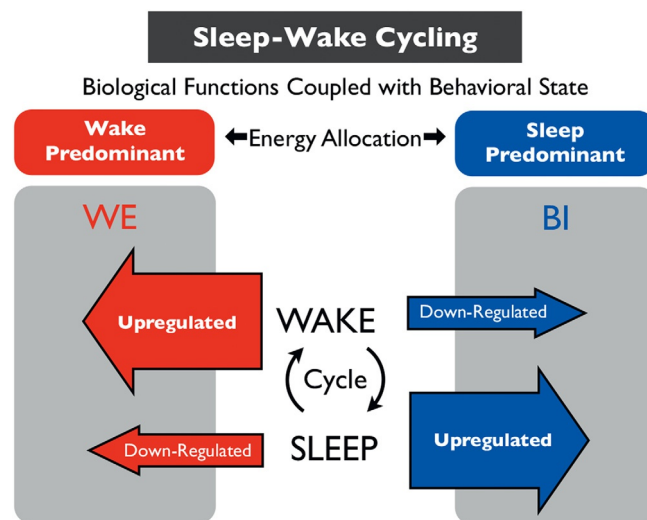 Sleep-Wake Cycling
Biological Functions Coupled with Behavioral State
Wake
Predominant
Energy Allocation
Sleep
Predominant
WE
BI
Upregulated
WAKE
Down-Regulated
Cycle
Down-Regulated
SLEEP
Upregulated